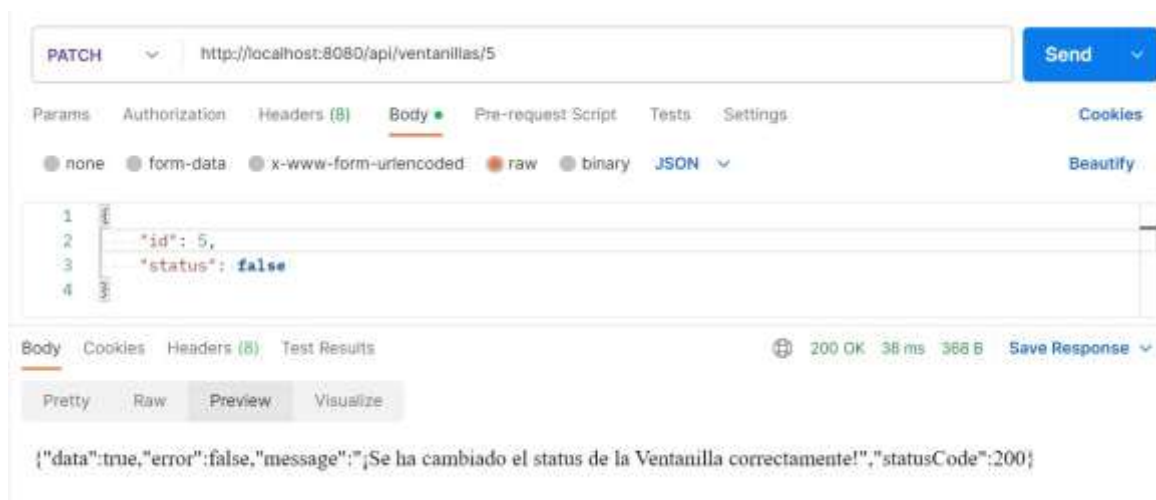 PATCH http://localhost:8080/api/ventanillas/5 Send
Params Authorization Headers (8) Body Pre-request Script Tests Settings Cookies
none form-data x-www-form-urlencoded raw binary JSON Beautify
1 {
2 "id": 5,
3 "status": false
4 }
Body Cookies Headers (8) Test Results 200 OK 38 ms 368 B Save Response
Pretty Raw Preview Visualize
{"data":true,"error":false,"message":"¡Se ha cambiado el status de la Ventanilla correctamente!","statusCode":200}